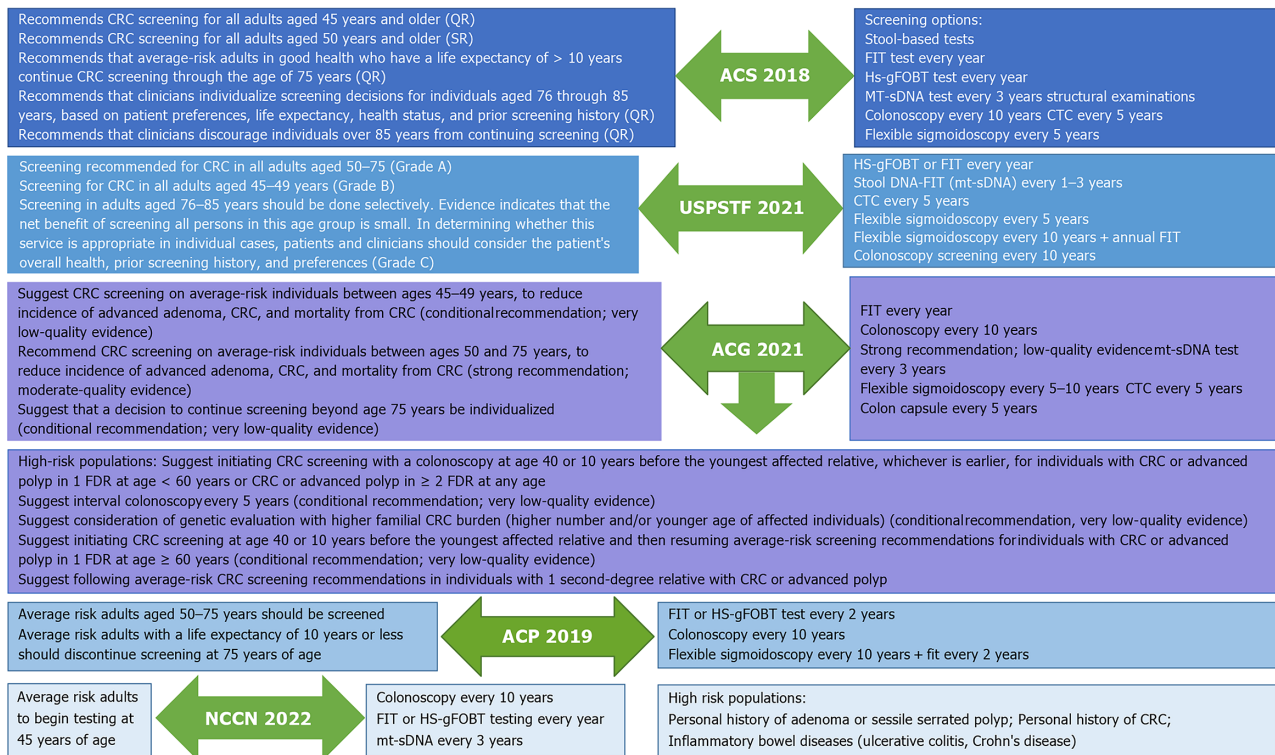 Recommends CRC screening for all adults aged 45 years and older (QR)
Recommends CRC screening for all adults aged 50 years and older (SR)
Recommends that average-risk adults in good health who have a life expectancy of > 10 years
continue CRC screening through the age of 75 years (QR)
Recommends that clinicians individualize screening decisions for individuals aged 76 through 85
years, based on patient preferences, life expectancy, health status, and prior screening history (QR)
Recommends that clinicians discourage individuals over 85 years from continuing screening (QR)
ACS 2018
Screening options:
Stool-based tests
FIT test every year
Hs-gFOBT test every year
MT-sDNA test every 3 years structural examinations
Colonoscopy every 10 years CTC every 5 years
Flexible sigmoidoscopy every 5 years
Screening recommended for CRC in all adults aged 50–75 (Grade A)
Screening for CRC in all adults aged 45–49 years (Grade B)
Screening in adults aged 76–85 years should be done selectively. Evidence indicates that the
net benefit of screening all persons in this age group is small. In determining whether this
service is appropriate in individual cases, patients and clinicians should consider the patient's
overall health, prior screening history, and preferences (Grade C)
USPSTF 2021
HS-gFOBT or FIT every year
Stool DNA-FIT (mt-sDNA) every 1–3 years
CTC every 5 years
Flexible sigmoidoscopy every 5 years
Flexible sigmoidoscopy every 10 years + annual FIT
Colonoscopy screening every 10 years
Suggest CRC screening on average-risk individuals between ages 45–49 years, to reduce
incidence of advanced adenoma, CRC, and mortality from CRC (conditionalrecommendation; very
low-quality evidence)
Recommend CRC screening on average-risk individuals between ages 50 and 75 years, to
reduce incidence of advanced adenoma, CRC, and mortality from CRC (strong recommendation;
moderate-quality evidence)
Suggest that a decision to continue screening beyond age 75 years be individualized
(conditional recommendation; very low-quality evidence)
ACG 2021
FIT every year
Colonoscopy every 10 years
Strong recommendation; low-quality evidencemt-sDNA test
every 3 years
Flexible sigmoidoscopy every 5–10 years CTC every 5 years
Colon capsule every 5 years
High-risk populations: Suggest initiating CRC screening with a colonoscopy at age 40 or 10 years before the youngest affected relative, whichever is earlier, for individuals with CRC or advanced
polyp in 1 FDR at age < 60 years or CRC or advanced polyp in ≥ 2 FDR at any age
Suggest interval colonoscopyevery 5 years (conditional recommendation; very low-quality evidence)
Suggest consideration of genetic evaluation with higher familial CRC burden (higher number and/or younger age of affected individuals) (conditionalrecommendation, very low-quality evidence)
Suggest initiating CRC screening at age 40 or 10 years before the youngest affected relative and then resuming average-risk screening recommendations forindividuals with CRC or advanced
polyp in 1 FDR at age ≥ 60 years (conditional recommendation; very low-quality evidence)
Suggest following average-risk CRC screening recommendations in individuals with 1 second-degree relative with CRC or advanced polyp
Average risk adults aged 50–75 years should be screened
Average risk adults with a life expectancy of 10 years or less
should discontinue screening at 75 years of age
ACP 2019
FIT or HS-gFOBT test every 2 years
Colonoscopy every 10 years
Flexible sigmoidoscopy every 10 years + fit every 2 years
Average risk adults
to begin testing at
45 years of age
NCCN 2022
Colonoscopy every 10 years
FIT or HS-gFOBT testing every year
mt-sDNA every 3 years
High risk populations:
Personal history of adenoma or sessile serrated polyp; Personal history of CRC;
Inflammatory bowel diseases (ulcerative colitis, Crohn's disease)